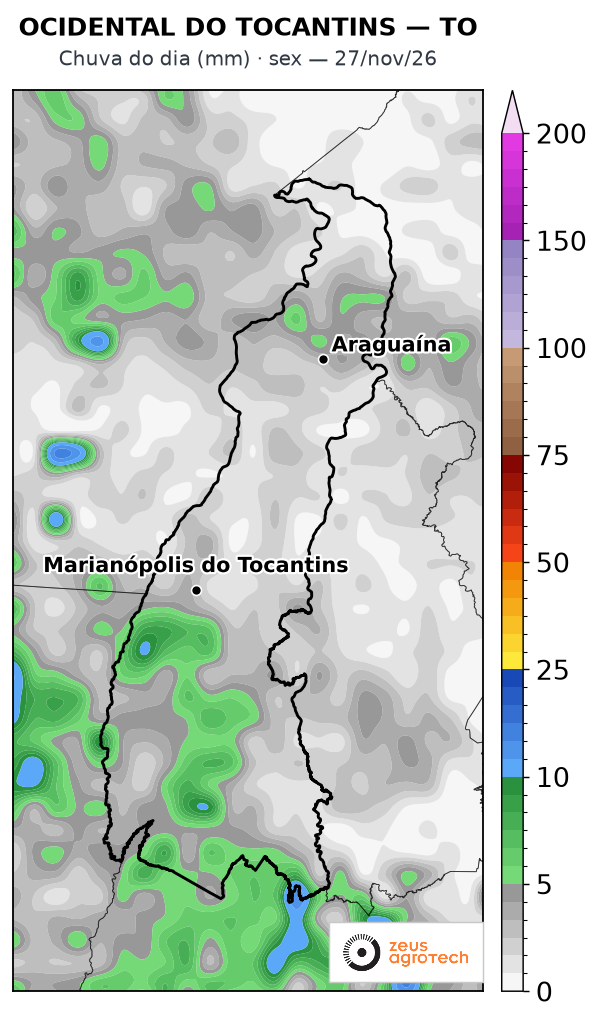 OCIDENTAL DO TOCANTINS — TO
Chuva do dia (mm) · sex — 27/nov/26
200
150
100
75
50
25
10
5
0
Araguaína
Marianópolis do Tocantins
zeus
agrotech